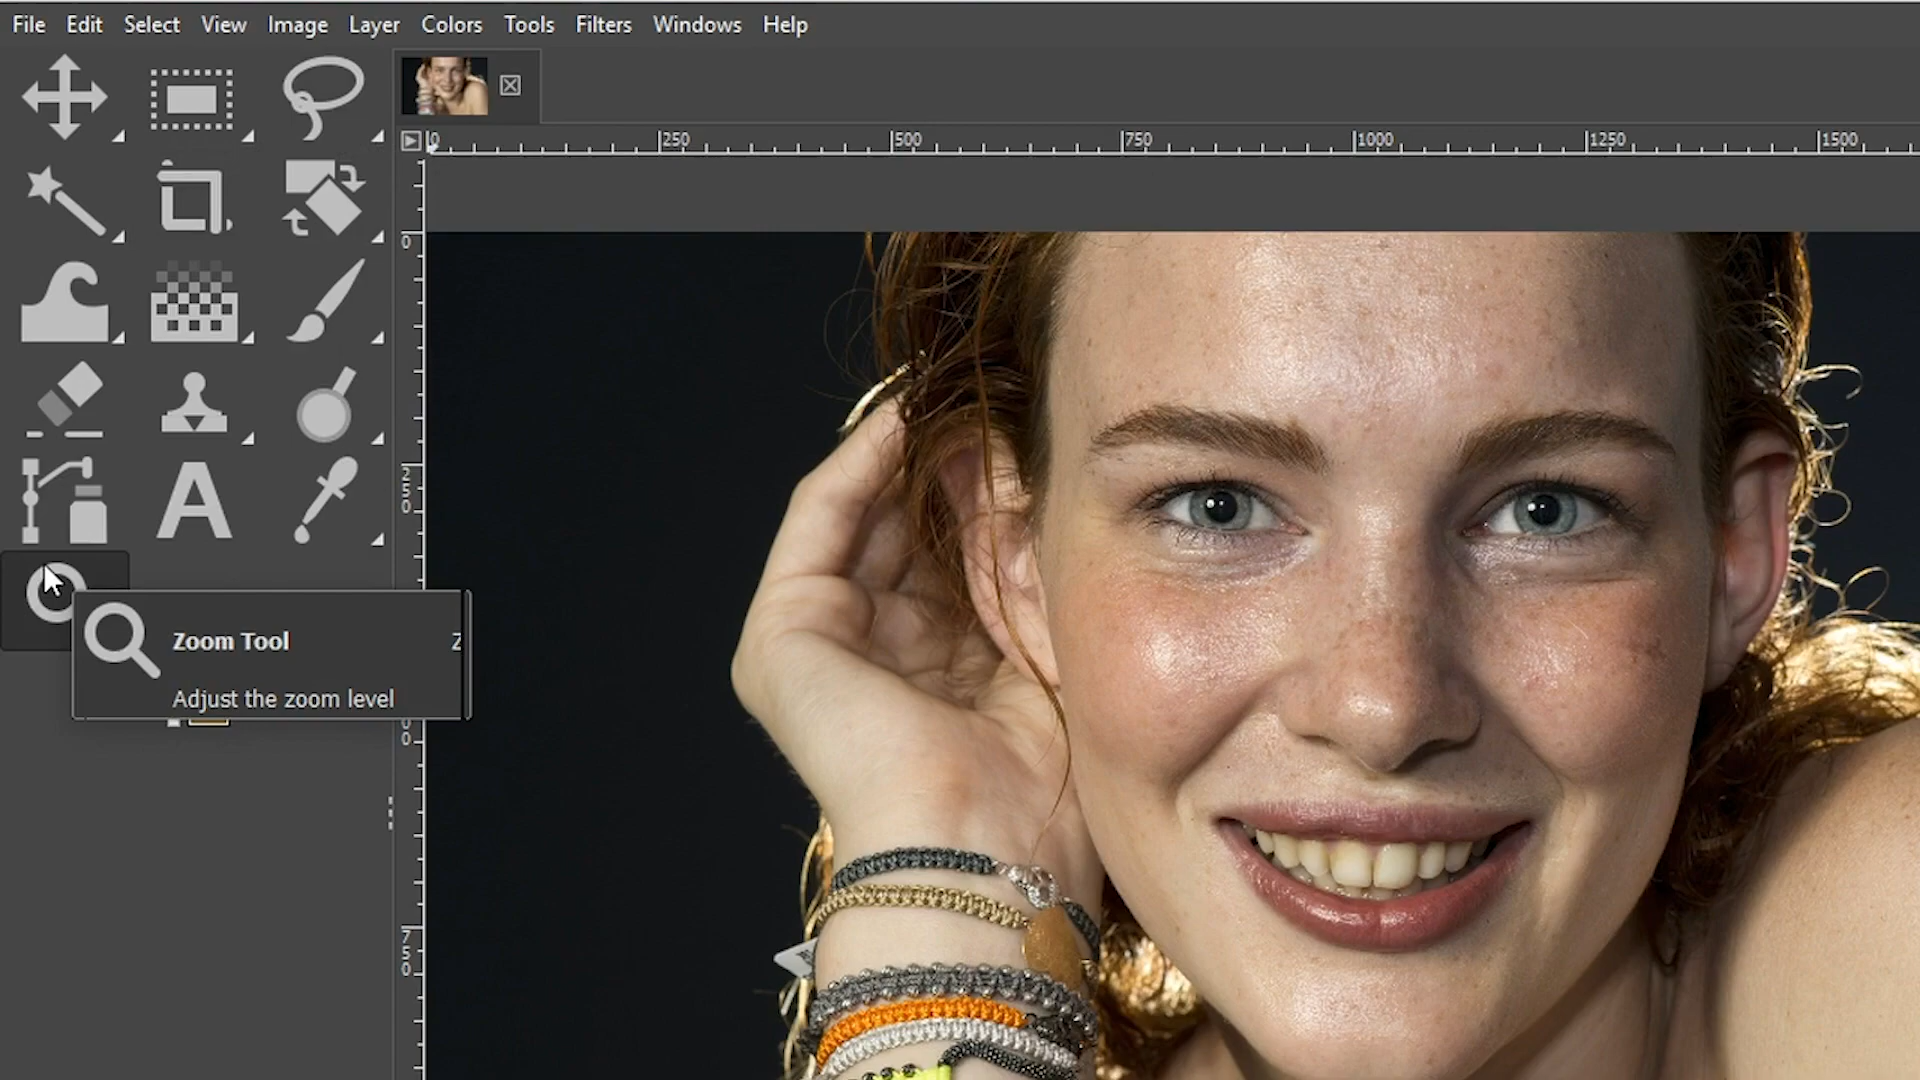 File Edit Select View Image Layer Colors Tools Filters Windows Help
0 250 500 750 1000 1250 1500
0
250
A
Zoom Tool Z
Adjust the zoom level
0
750